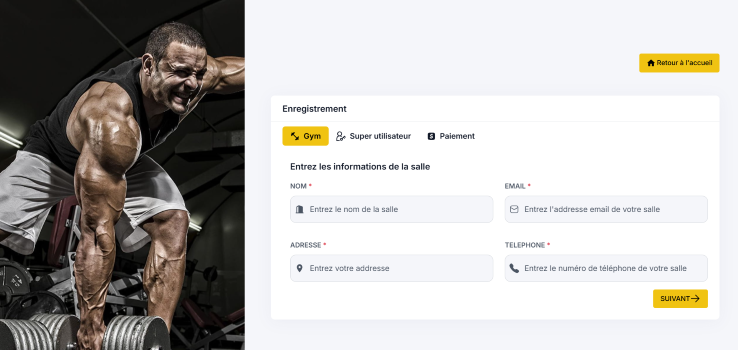 Retour à l'accueil
Enregistrement
Gym Super utilisateur Paiement
Entrez les informations de la salle
NOM * EMAIL *
Entrez le nom de la salle Entrez l'addresse email de votre salle
ADRESSE * TELEPHONE *
Entrez votre addresse Entrez le numéro de téléphone de votre salle
SUIVANT